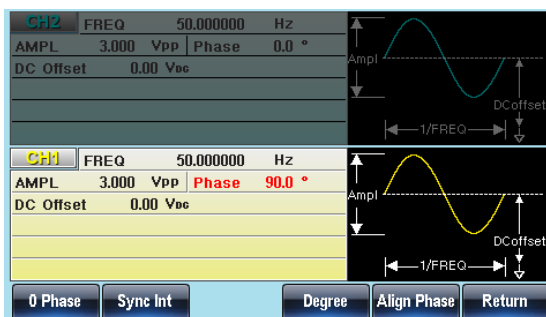 CH2 FREQ 50.000000 Hz
AMPL 3.000 Vpp Phase 0.0 °
DC Offset 0.00 VDC
Ampl
DCoffset
1/FREQ
CH1 FREQ 50.000000 Hz
AMPL 3.000 Vpp Phase 90.0 °
DC Offset 0.00 VDC
Ampl
DCoffset
1/FREQ
0 Phase Sync Int Degree Align Phase Return